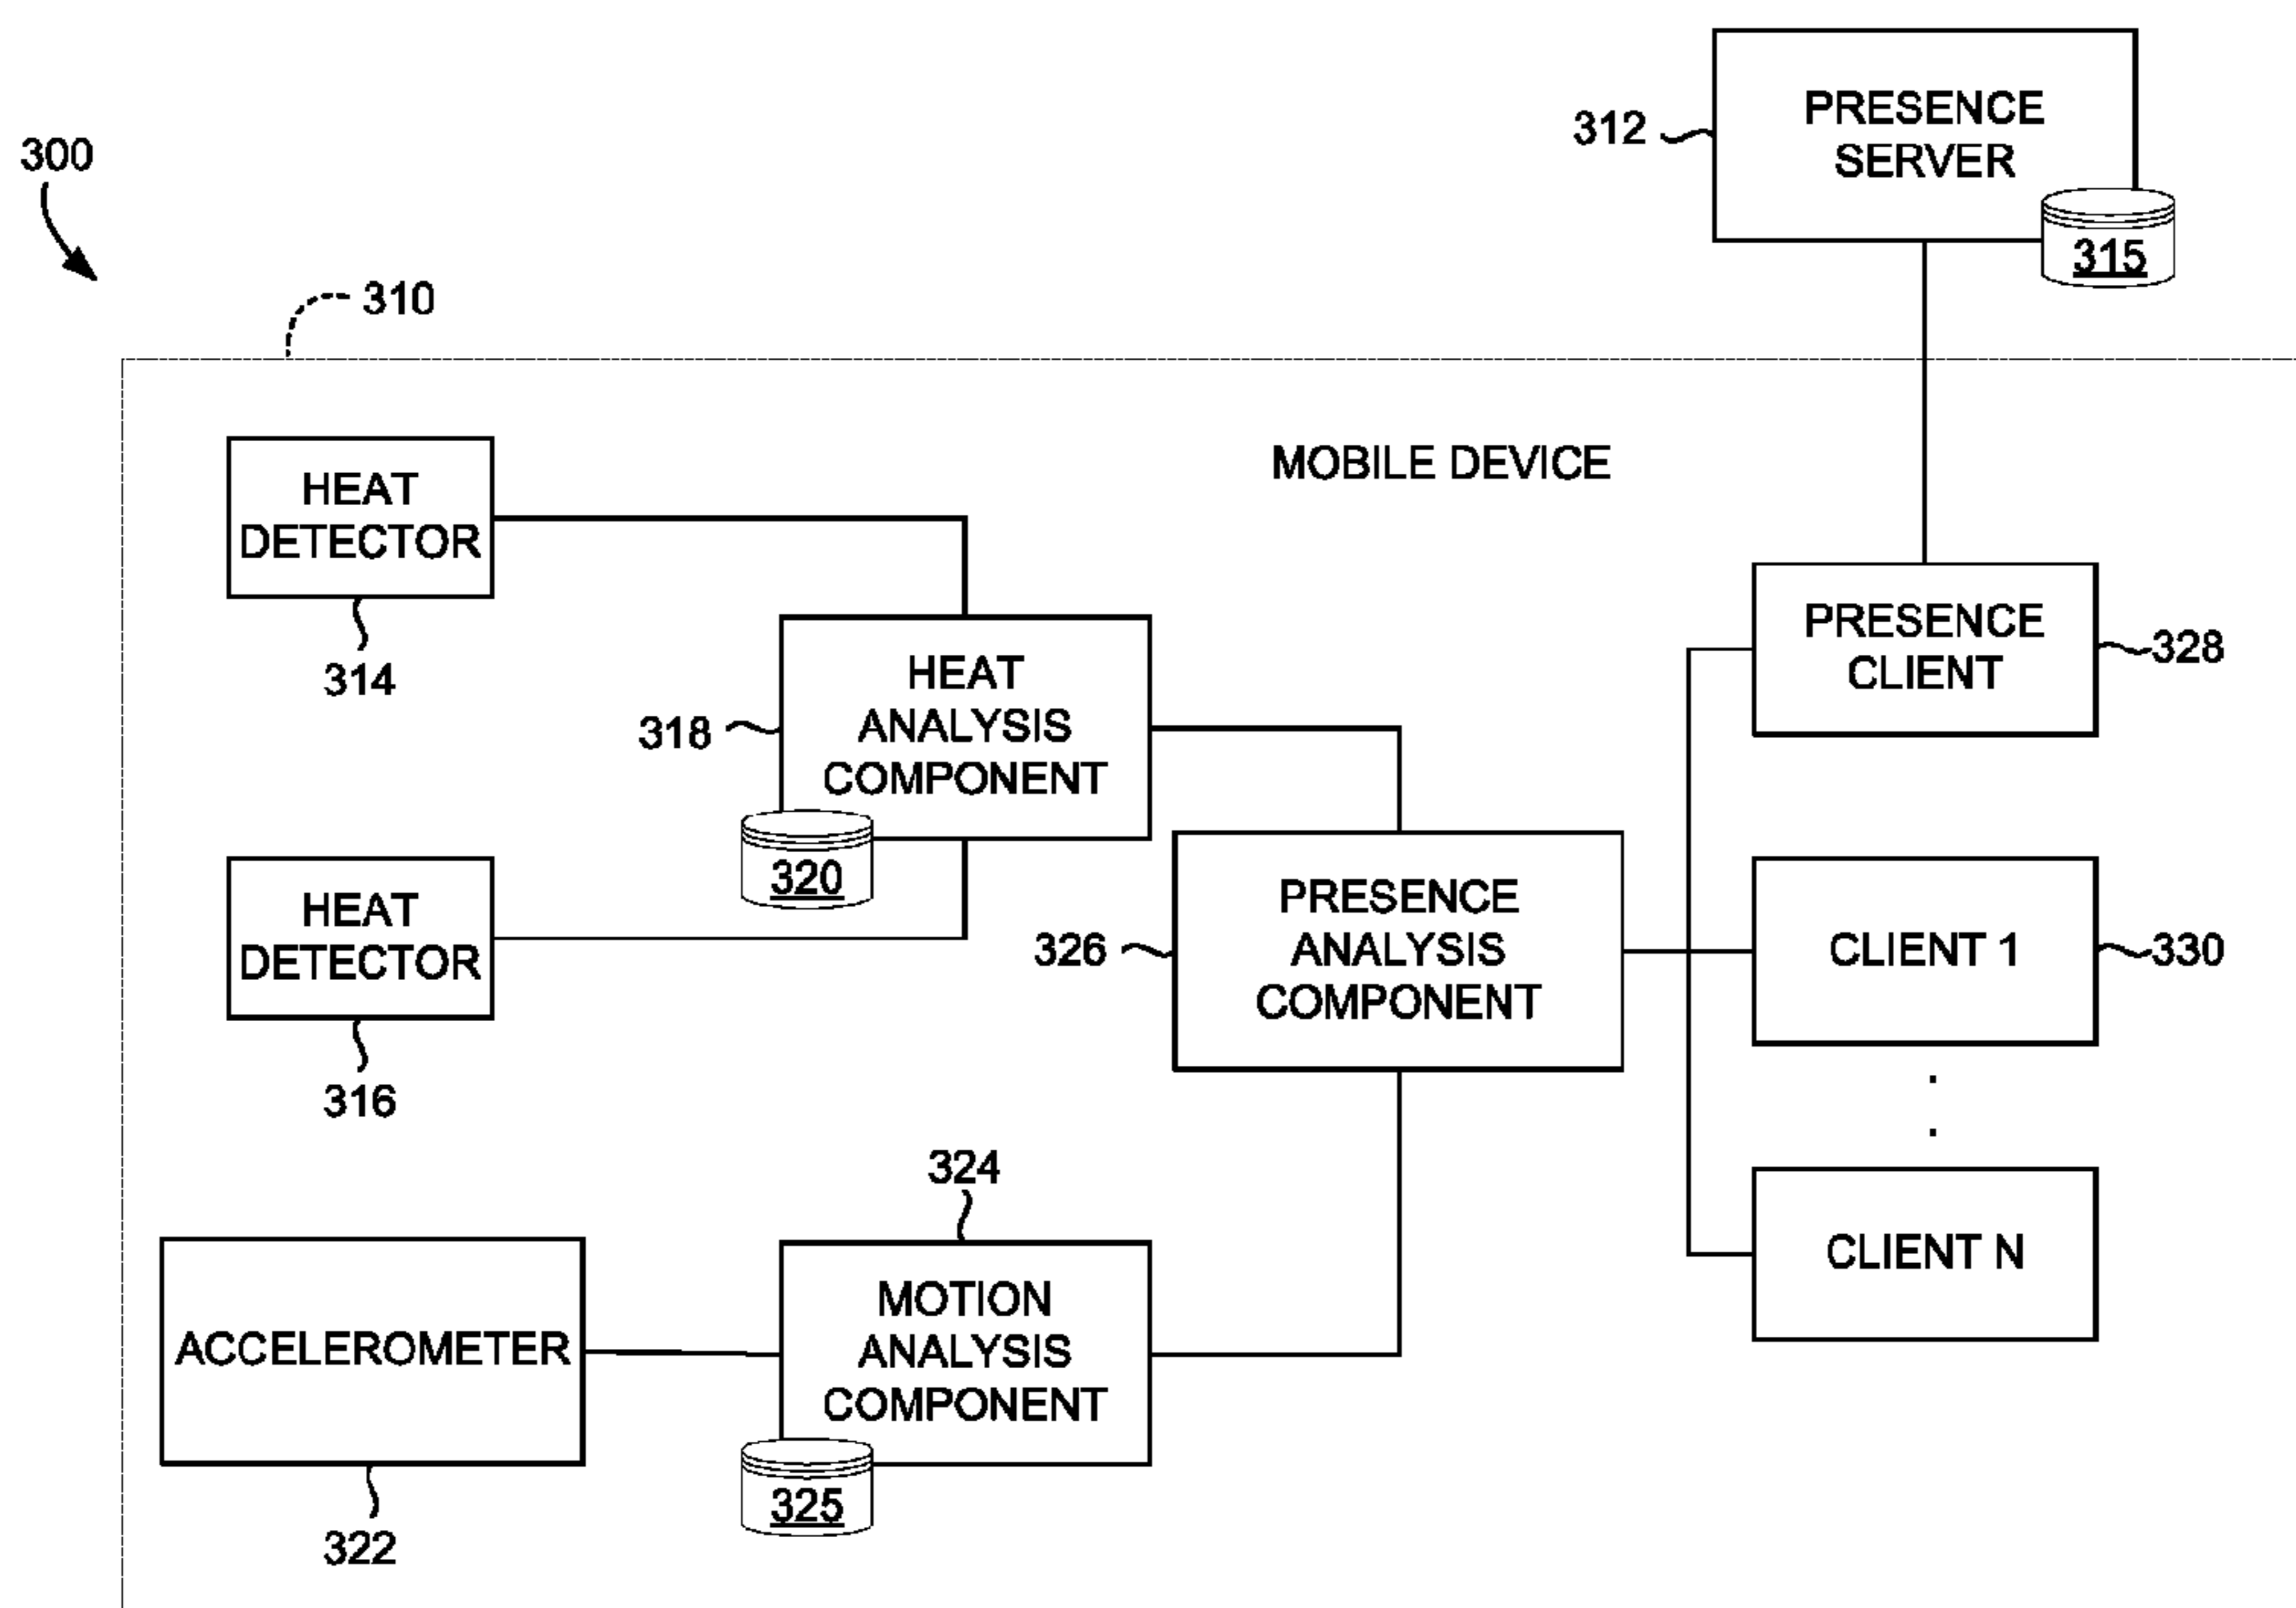 300
312
PRESENCE
SERVER
315
310
MOBILE DEVICE
HEAT
DETECTOR
314
HEAT
ANALYSIS
COMPONENT
318
320
PRESENCE
CLIENT
328
HEAT
DETECTOR
316
PRESENCE
ANALYSIS
COMPONENT
326
CLIENT 1
330
CLIENT N
324
ACCELEROMETER
322
MOTION
ANALYSIS
COMPONENT
325